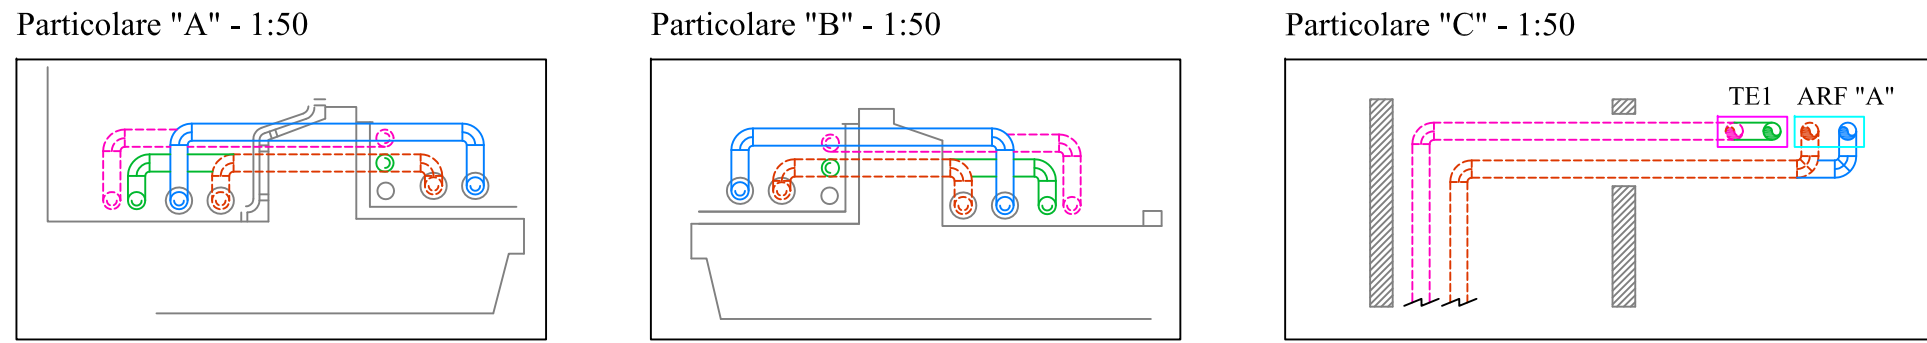 Particolare "A" - 1:50
Particolare "B" - 1:50
Particolare "C" - 1:50
TE1
ARF "A"